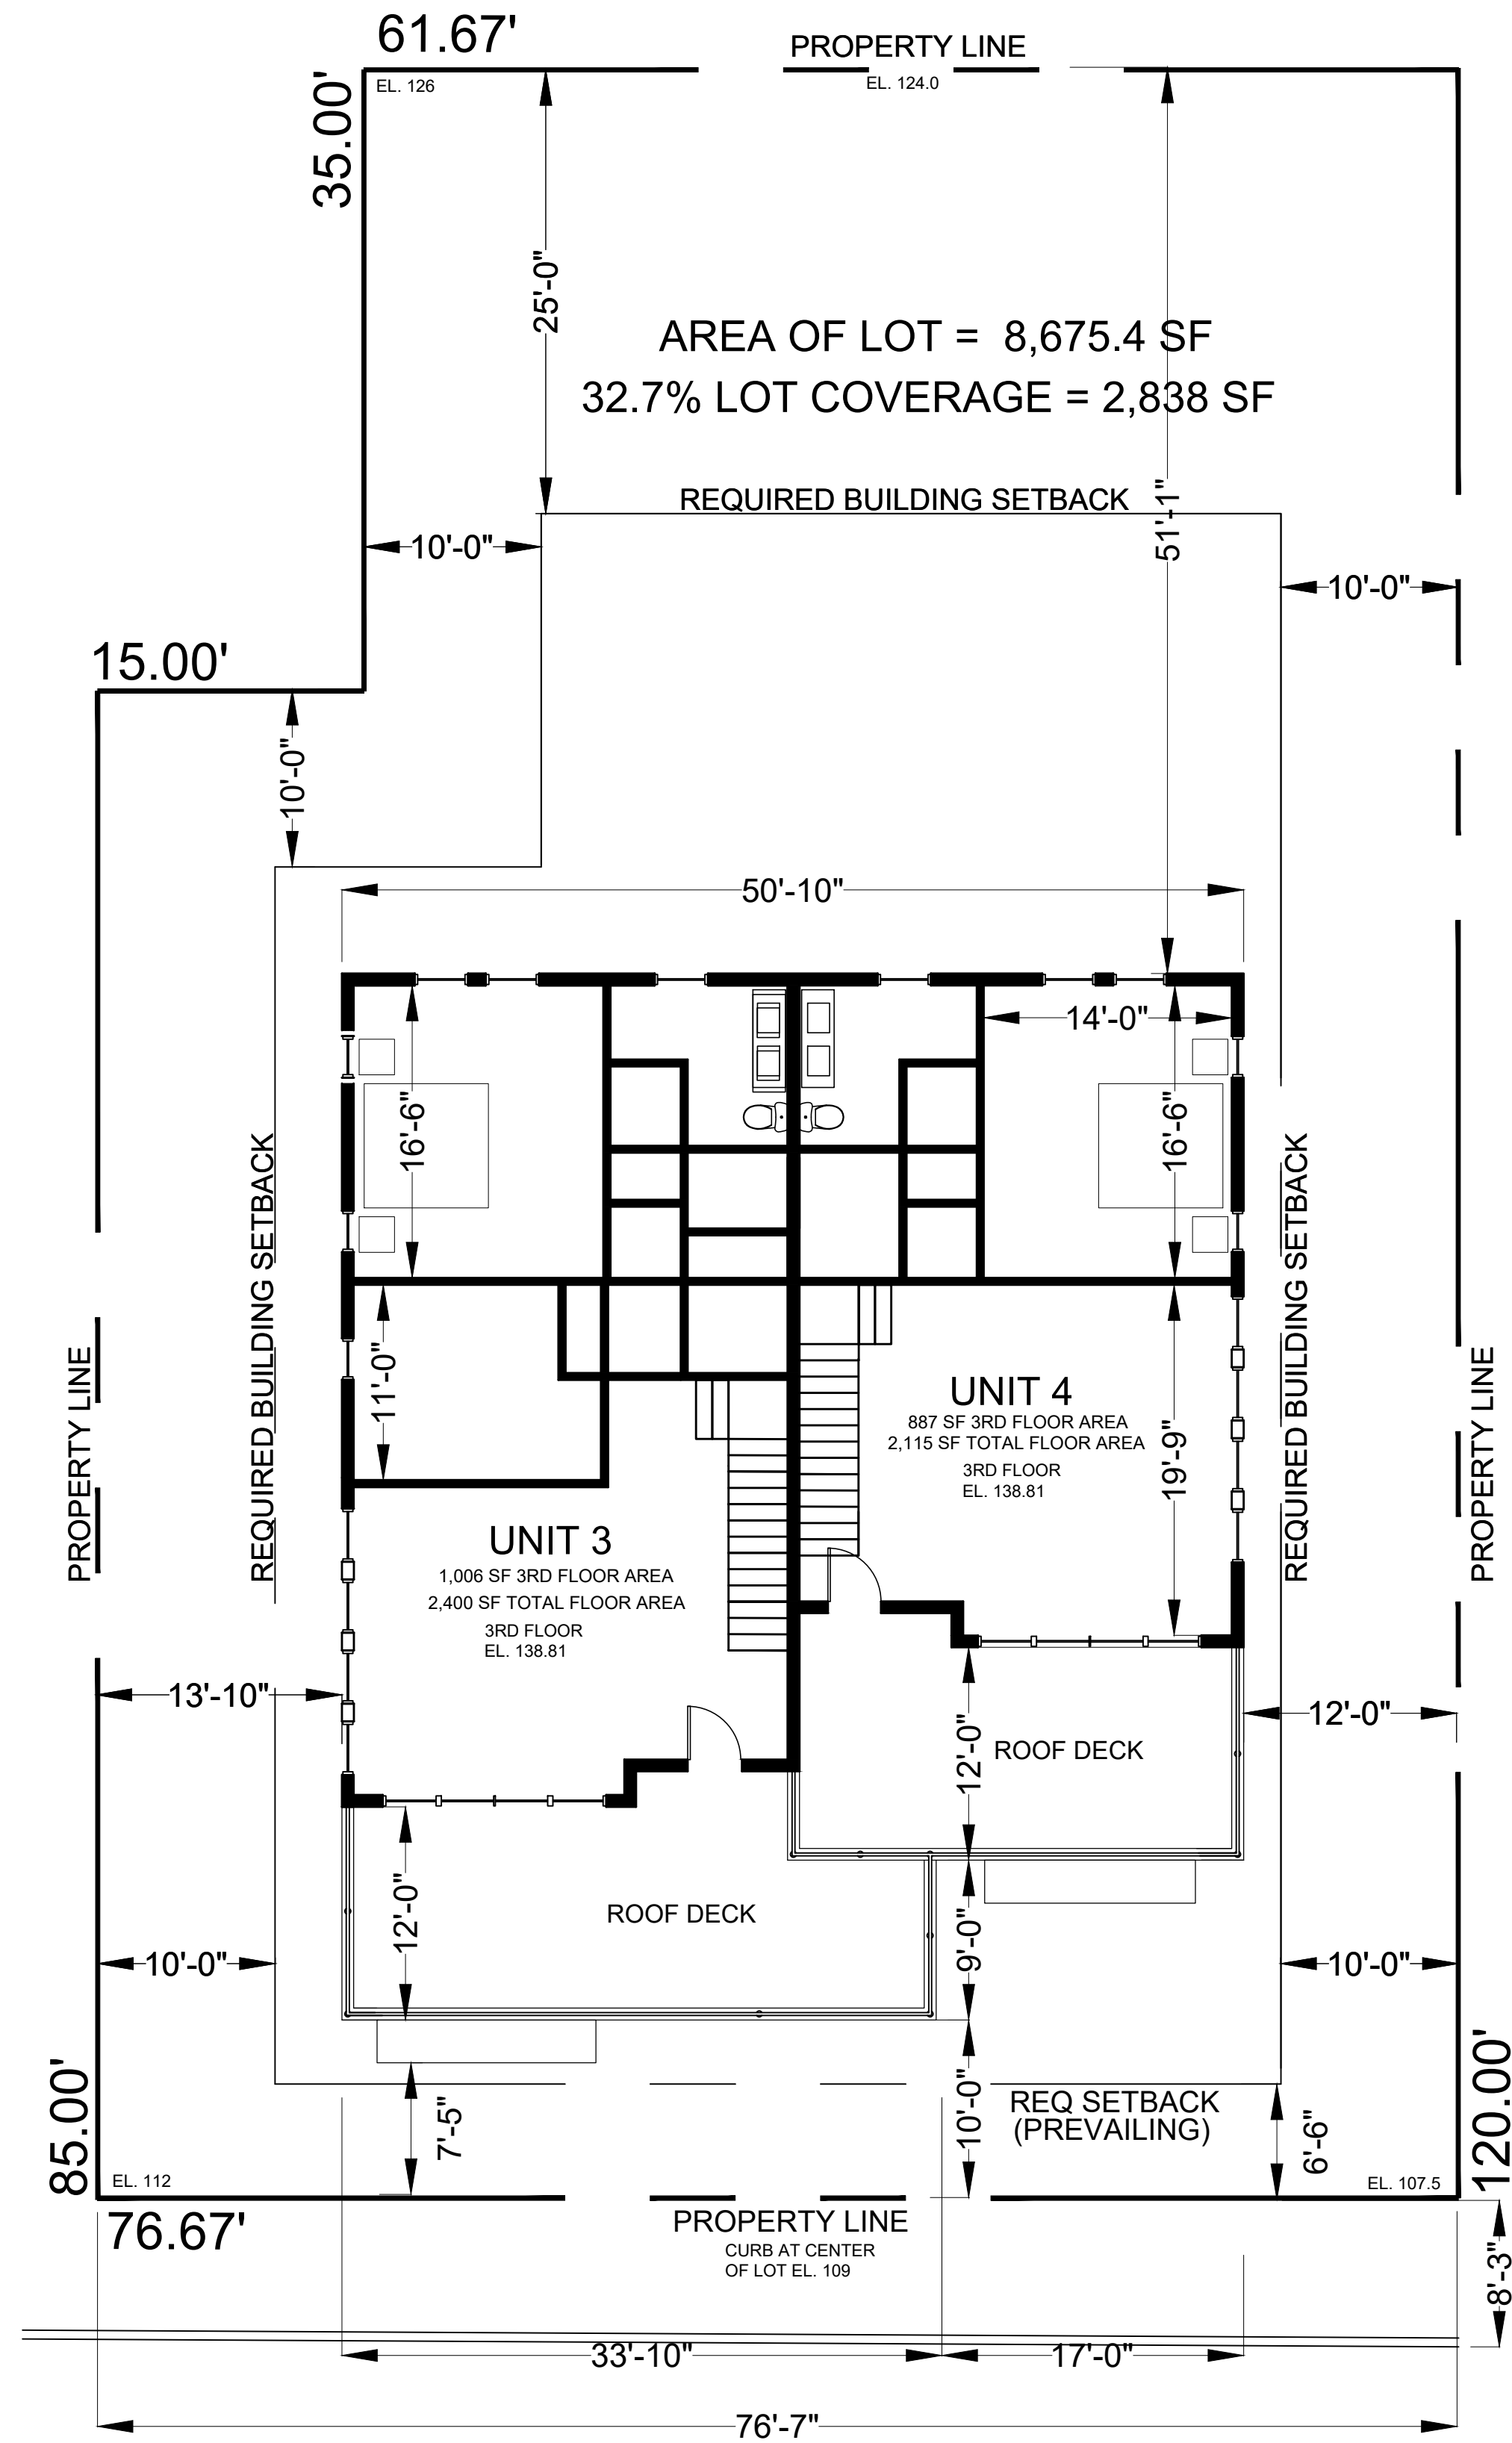 61.67'
PROPERTY LINE
EL. 126
EL. 124.0
35.00'
25'-0"
AREA OF LOT = 8,675.4 SF
32.7% LOT COVERAGE = 2,838 SF
REQUIRED BUILDING SETBACK
51'-1"
10'-0"
10'-0"
15.00'
10'-0"
50'-10"
14'-0"
16'-6"
16'-6"
REQUIRED BUILDING SETBACK
REQUIRED BUILDING SETBACK
PROPERTY LINE
PROPERTY LINE
11'-0"
UNIT 4
887 SF 3RD FLOOR AREA
2,115 SF TOTAL FLOOR AREA
3RD FLOOR
EL. 138.81
19'-9"
UNIT 3
1,006 SF 3RD FLOOR AREA
2,400 SF TOTAL FLOOR AREA
3RD FLOOR
EL. 138.81
13'-10"
12'-0"
12'-0"
ROOF DECK
12'-0"
ROOF DECK
9'-0"
10'-0"
10'-0"
85.00'
7'-5"
10'-0"
REQ SETBACK
(PREVAILING)
6'-6"
120.00'
EL. 112
EL. 107.5
76.67'
PROPERTY LINE
CURB AT CENTER
OF LOT EL. 109
8'-3"
33'-10"
17'-0"
76'-7"